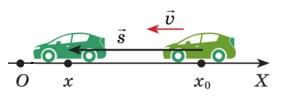 v⃗
s⃗
O x x₀ X